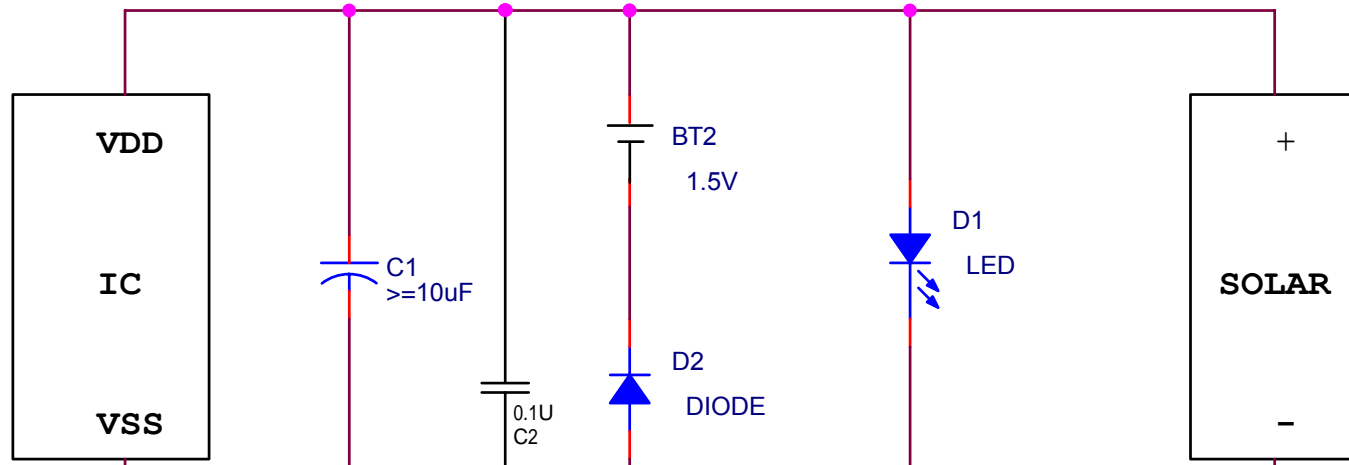 VDD
IC
VSS
C1
>=10uF
0.1U
C2
BT2
1.5V
D2
DIODE
D1
LED
+
SOLAR
-